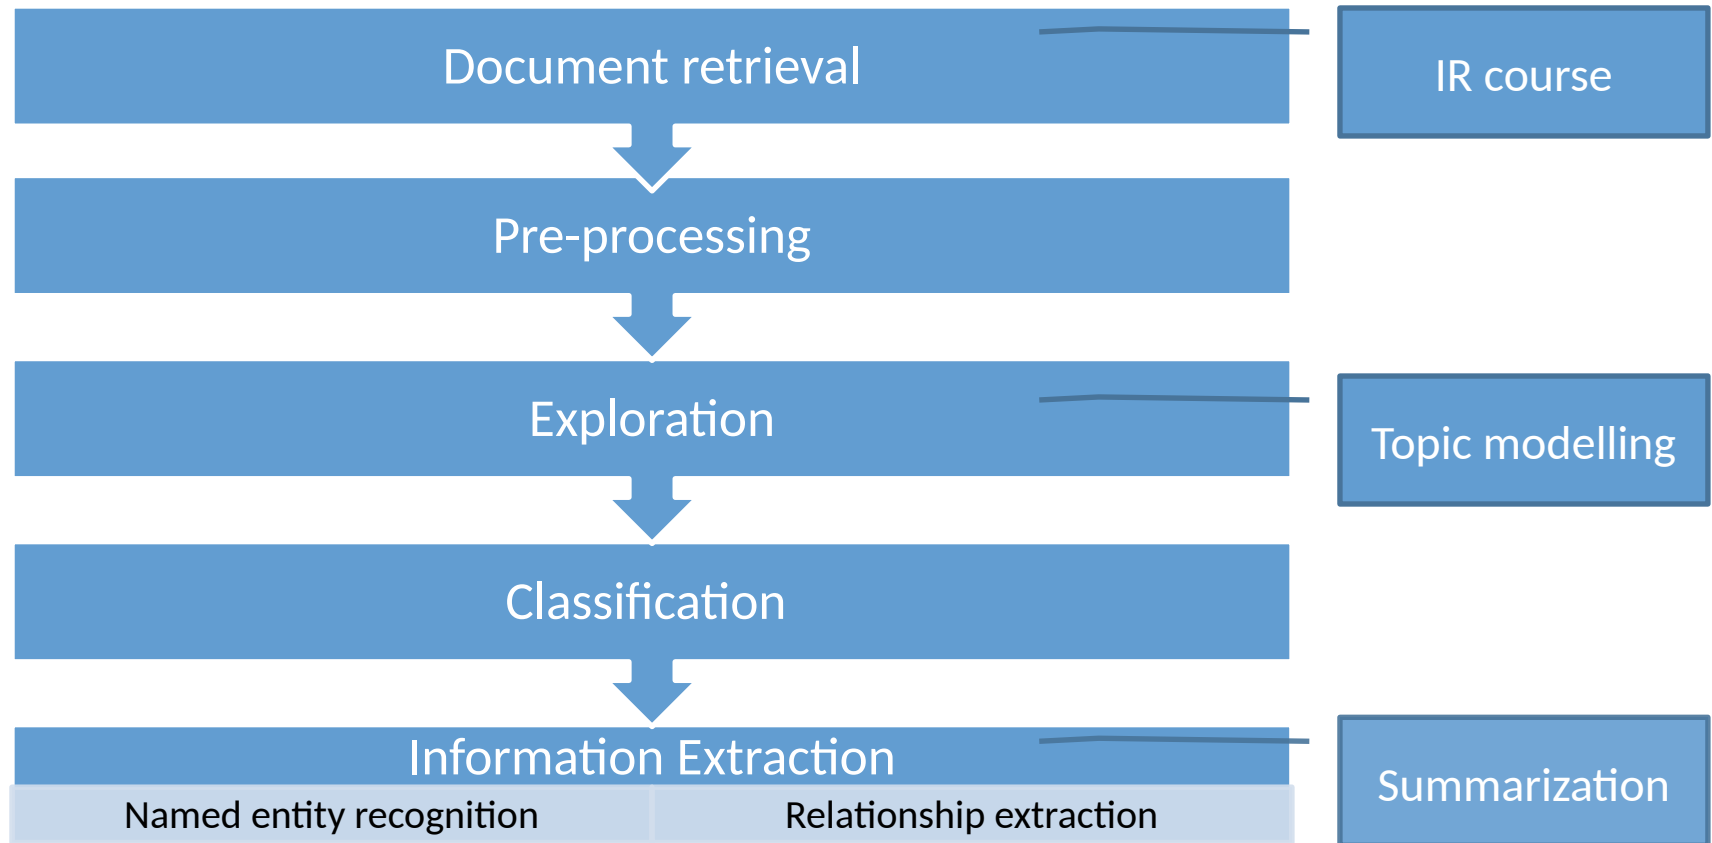 Document retrieval
IR course
Pre-processing
Exploration
Topic modelling
Classification
Information Extraction
Summarization
Named entity recognition
Relationship extraction